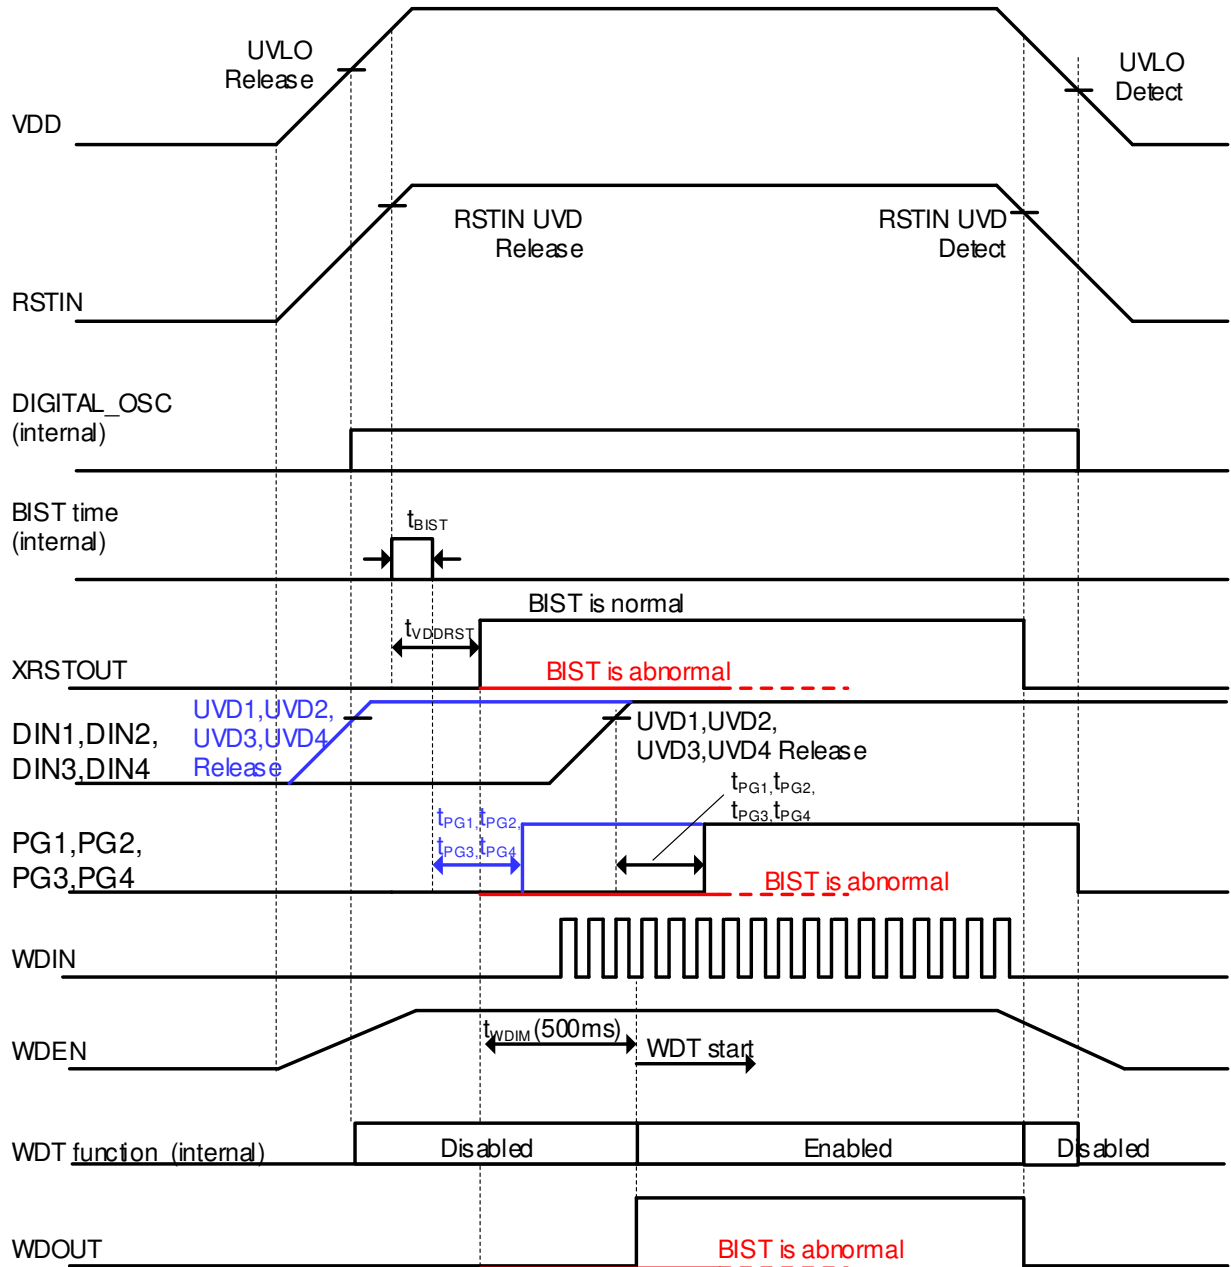 UVLO
Release
UVLO
Detect
VDD
RSTIN UVD
Release
RSTIN UVD
Detect
RSTIN
DIGITAL_OSC
(internal)
BIST time
(internal)
tBIST
BIST is normal
tVDDRST
XRSTOUT
BIST is abnormal
UVD1,UVD2,
UVD3,UVD4
Release
UVD1,UVD2,
UVD3,UVD4 Release
DIN1,DIN2,
DIN3,DIN4
tPG1,tPG2,
tPG3,tPG4
tPG1,tPG2,
tPG3,tPG4
PG1,PG2,
PG3,PG4
BIST is abnormal
WDIN
tWDIM (500ms)
WDT start
WDEN
WDT function (internal)
Disabled
Enabled
Disabled
WDOUT
BIST is abnormal